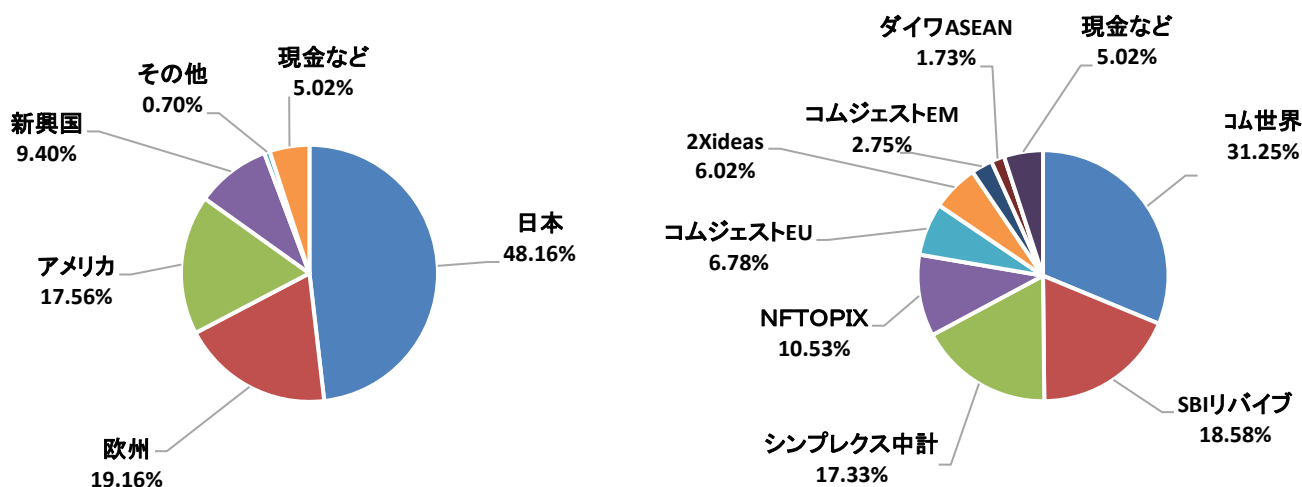 現金など
5.02%
その他
0.70%
新興国
9.40%
アメリカ
17.56%
欧州
19.16%
日本
48.16%
ダイワASEAN
1.73%
現金など
5.02%
コムジェストEM
2.75%
2Xideas
6.02%
コムジェストEU
6.78%
NFTOPIX
10.53%
シンプレクス中計
17.33%
SBIリバイブ
18.58%
コム世界
31.25%